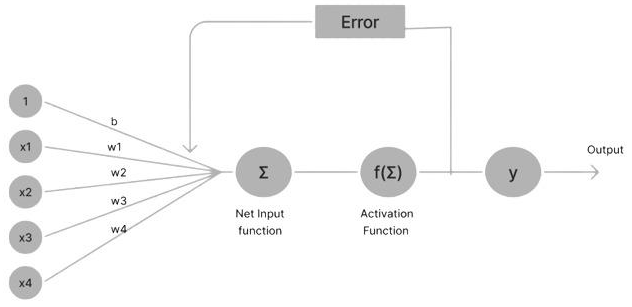 Error
1
b
x1
w1
x2
w2
x3
w3
x4
w4
Σ
Net Input
function
f(Σ)
Activation
Function
y
Output